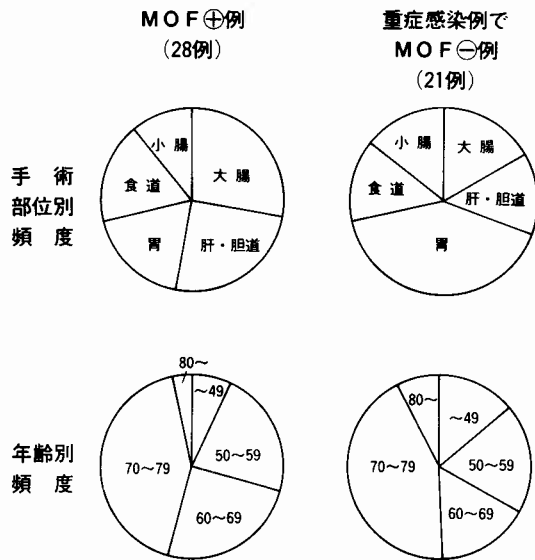 MOF⊕例
(28例)
重症感染例で
MOF⊖例
(21例)
手術
部位別
頻度
小腸
大腸
食道
胃
肝・胆道
小腸
大腸
食道
肝・胆道
胃
年齢別
頻度
80〜
〜49
70〜79
50〜59
60〜69
80〜
〜49
70〜79
50〜59
60〜69